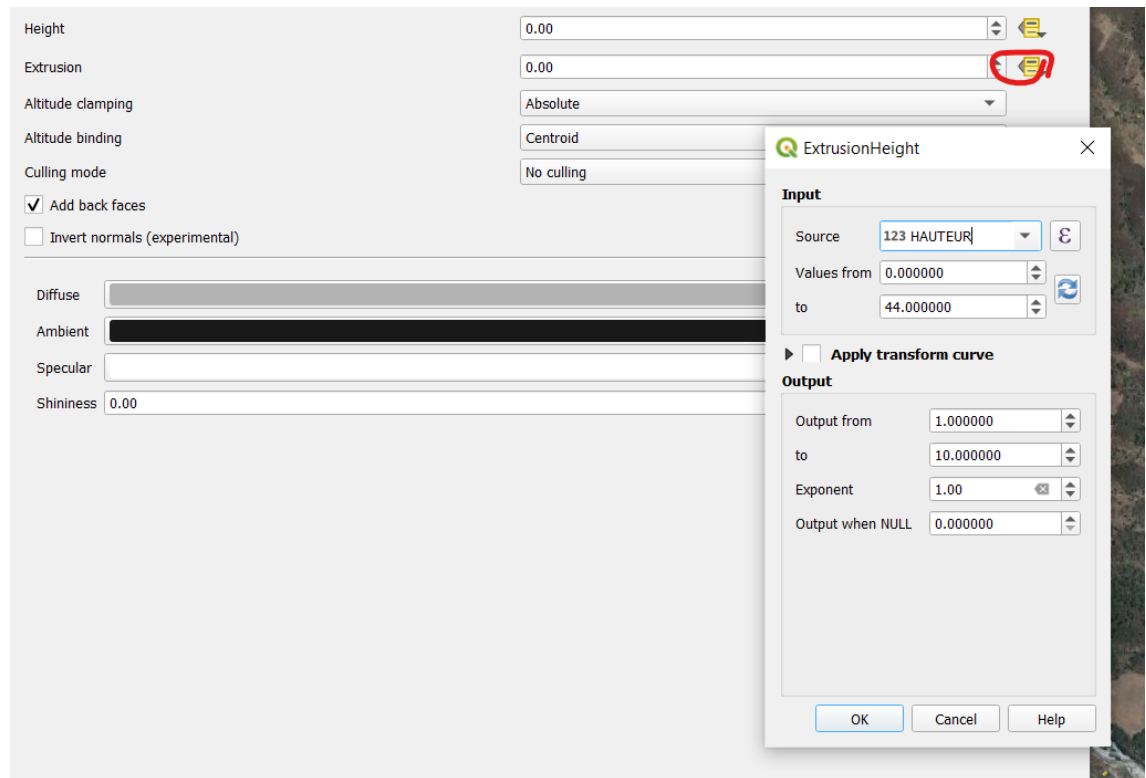 Height 0.00
Extrusion 0.00
Altitude clamping Absolute
Altitude binding Centroid
Culling mode No culling
Add back faces
Invert normals (experimental)
Diffuse
Ambient
Specular
Shininess 0.00
ExtrusionHeight
Input
Source 123 HAUTEUR ε
Values from 0.000000
to 44.000000
Apply transform curve
Output
Output from 1.000000
to 10.000000
Exponent 1.00
Output when NULL 0.000000
OK Cancel Help